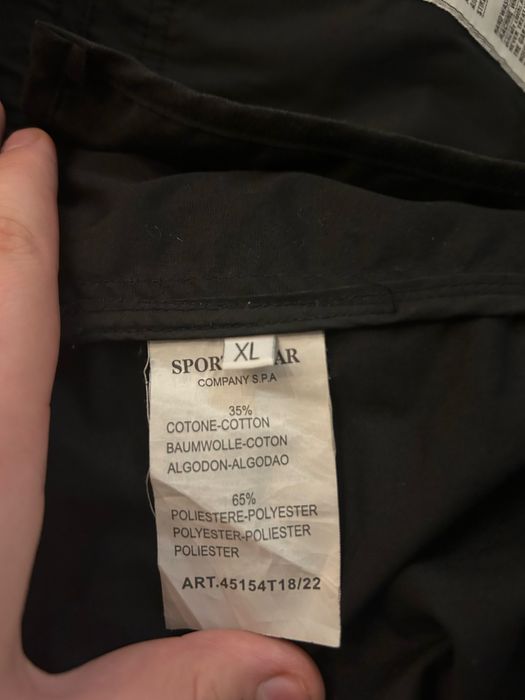 XL
SPOR AR
COMPANY S.P.A
35%
COTONE-COTTON
BAUMWOLLE-COTON
ALGODON-ALGODAO
65%
POLIESTERE-POLYESTER
POLYESTER-POLIESTER
POLIESTER
ART.45154T18/22